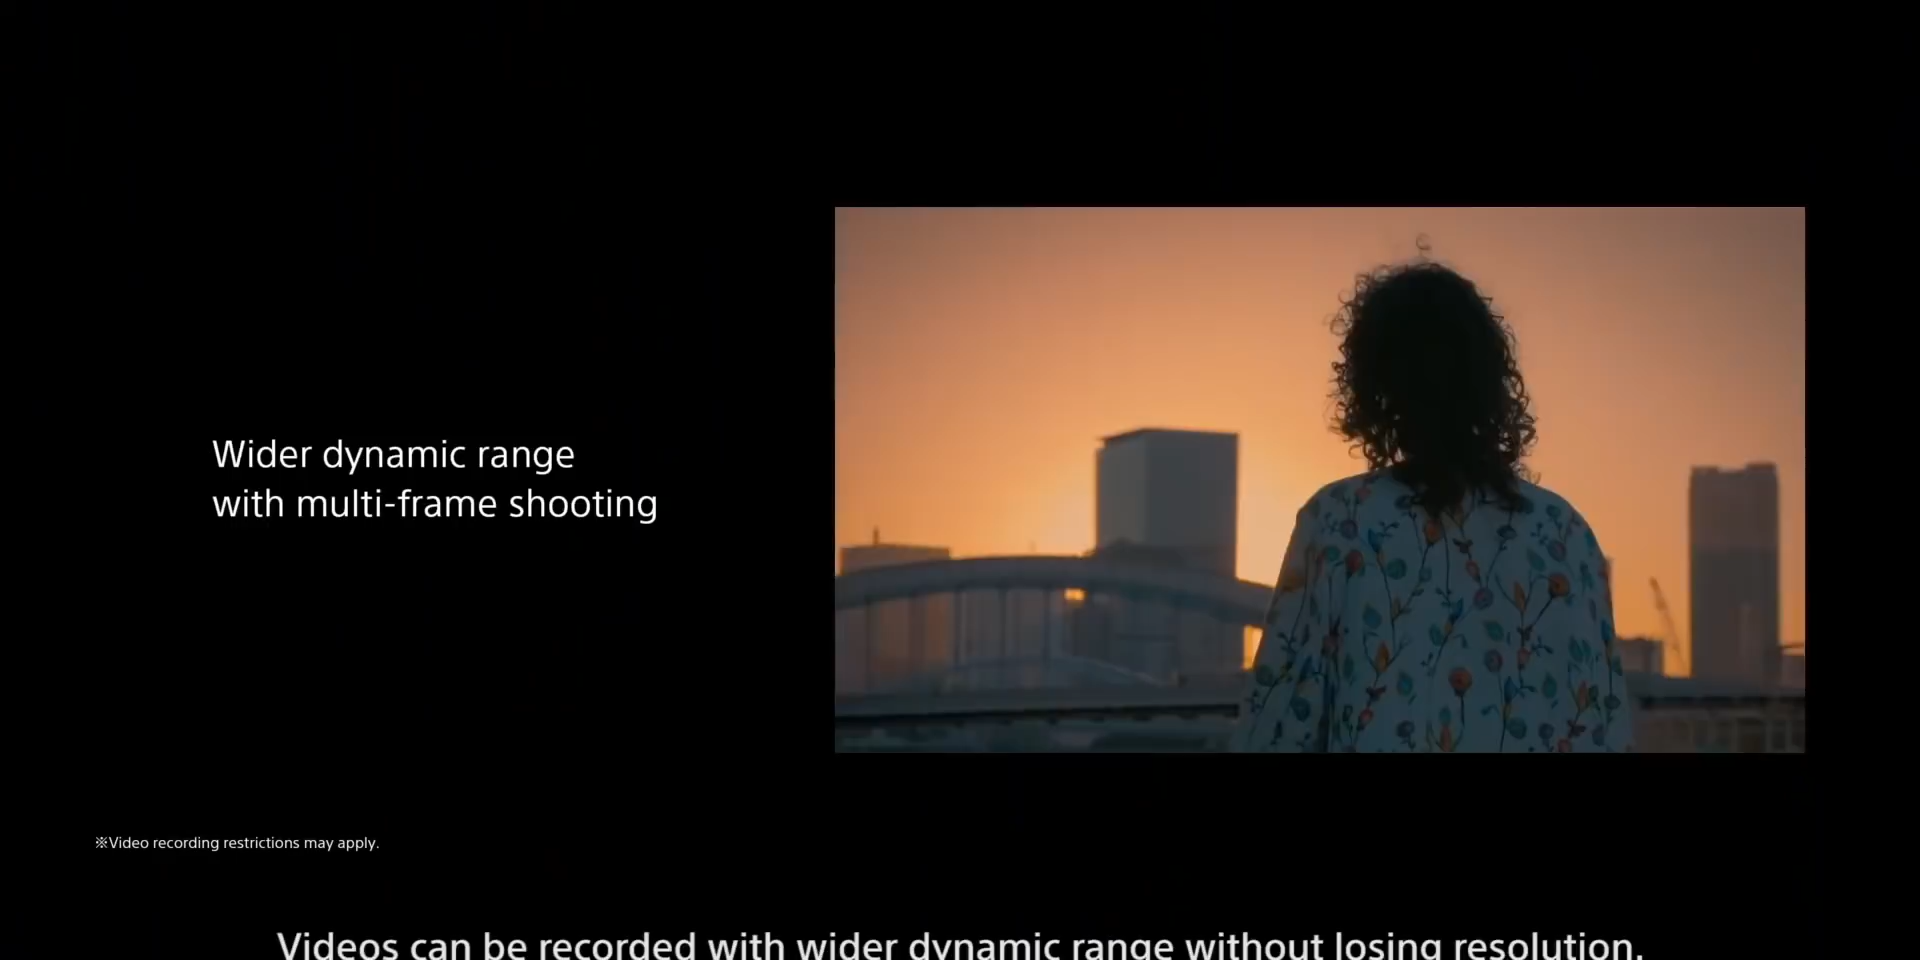 Wider dynamic range
with multi-frame shooting
※Video recording restrictions may apply.
Videos can be recorded with wider dynamic range without losing resolution.